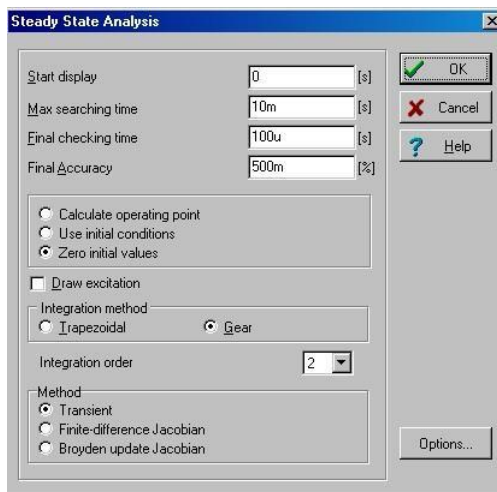 Steady State Analysis
Start display 0 [s]
Max searching time 10m [s]
Final checking time 100u [s]
Final Accuracy 500m [%]
Calculate operating point
Use initial conditions
Zero initial values
Draw excitation
Integration method
Trapezoidal Gear
Integration order 2
Method
Transient
Finite-difference Jacobian
Broyden update Jacobian
OK
Cancel
? Help
Options...